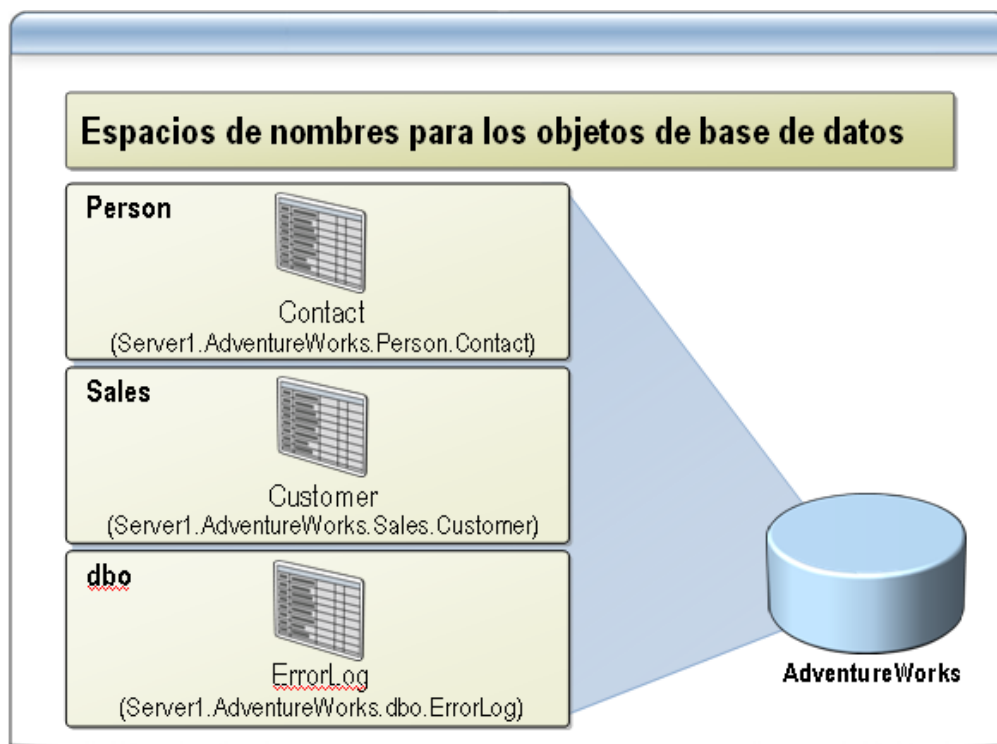 Espacios de nombres para los objetos de base de datos
Person
Contact
(Server1.AdventureWorks.Person.Contact)
Sales
Customer
(Server1.AdventureWorks.Sales.Customer)
dbo
ErrorLog
(Server1.AdventureWorks.dbo.ErrorLog)
AdventureWorks